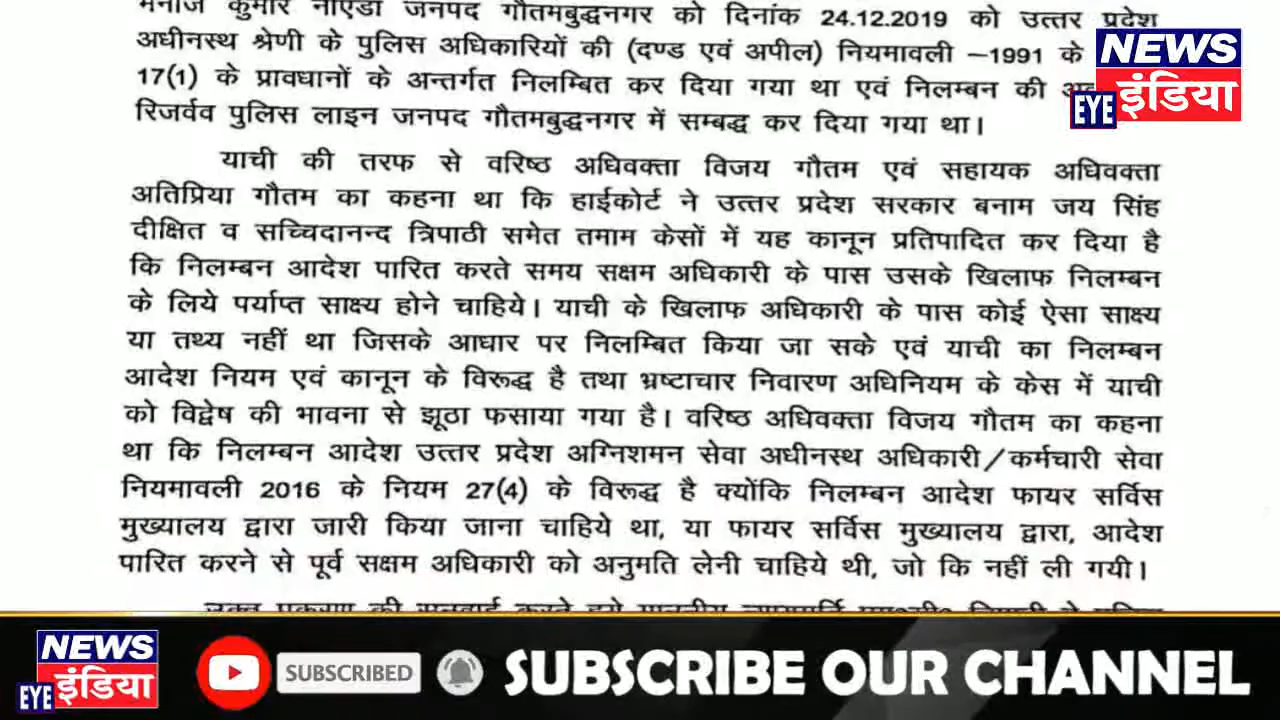 मनोज कुमार नोएडा जनपद गौतमबुद्धनगर को दिनांक 24.12.2019 को उत्तर प्रदेश
अधीनस्थ श्रेणी के पुलिस अधिकारियों की (दण्ड एवं अपील) नियमावली –1991 के
17(1) के प्रावधानों के अन्तर्गत निलम्बित कर दिया गया था एवं निलम्बन की
रिजर्वव पुलिस लाइन जनपद गौतमबुद्धनगर में सम्बद्ध कर दिया गया था।
याची की तरफ से वरिष्ठ अधिवक्ता विजय गौतम एवं सहायक अधिवक्ता
अतिप्रिया गौतम का कहना था कि हाईकोर्ट ने उत्तर प्रदेश सरकार बनाम जय सिंह
दीक्षित व सच्चिदानन्द त्रिपाठी समेत तमाम केसों में यह कानून प्रतिपादित कर दिया है
कि निलम्बन आदेश पारित करते समय सक्षम अधिकारी के पास उसके खिलाफ निलम्बन
के लिये पर्याप्त साक्ष्य होने चाहिये। याची के खिलाफ अधिकारी के पास कोई ऐसा साक्ष्य
या तथ्य नहीं था जिसके आधार पर निलम्बित किया जा सके एवं याची का निलम्बन
आदेश नियम एवं कानून के विरूद्ध है तथा भ्रष्टाचार निवारण अधिनियम के केस में याची
को विद्वेष की भावना से झूठा फसाया गया है। वरिष्ठ अधिवक्ता विजय गौतम का कहना
था कि निलम्बन आदेश उत्तर प्रदेश अग्निशमन सेवा अधीनस्थ अधिकारी/कर्मचारी सेवा
नियमावली 2016 के नियम 27(4) के विरूद्ध है क्योंकि निलम्बन आदेश फायर सर्विस
मुख्यालय द्वारा जारी किया जाना चाहिये था, या फायर सर्विस मुख्यालय द्वारा, आदेश
पारित करने से पूर्व सक्षम अधिकारी को अनुमति लेनी चाहिये थी, जो कि नहीं ली गयी।
उक्त प्रकरण की सुनवाई करते हुये माननीय न्यायमूर्ति
NEWS
EYE इंडिया
NEWS
EYE इंडिया
SUBSCRIBED
SUBSCRIBE OUR CHANNEL